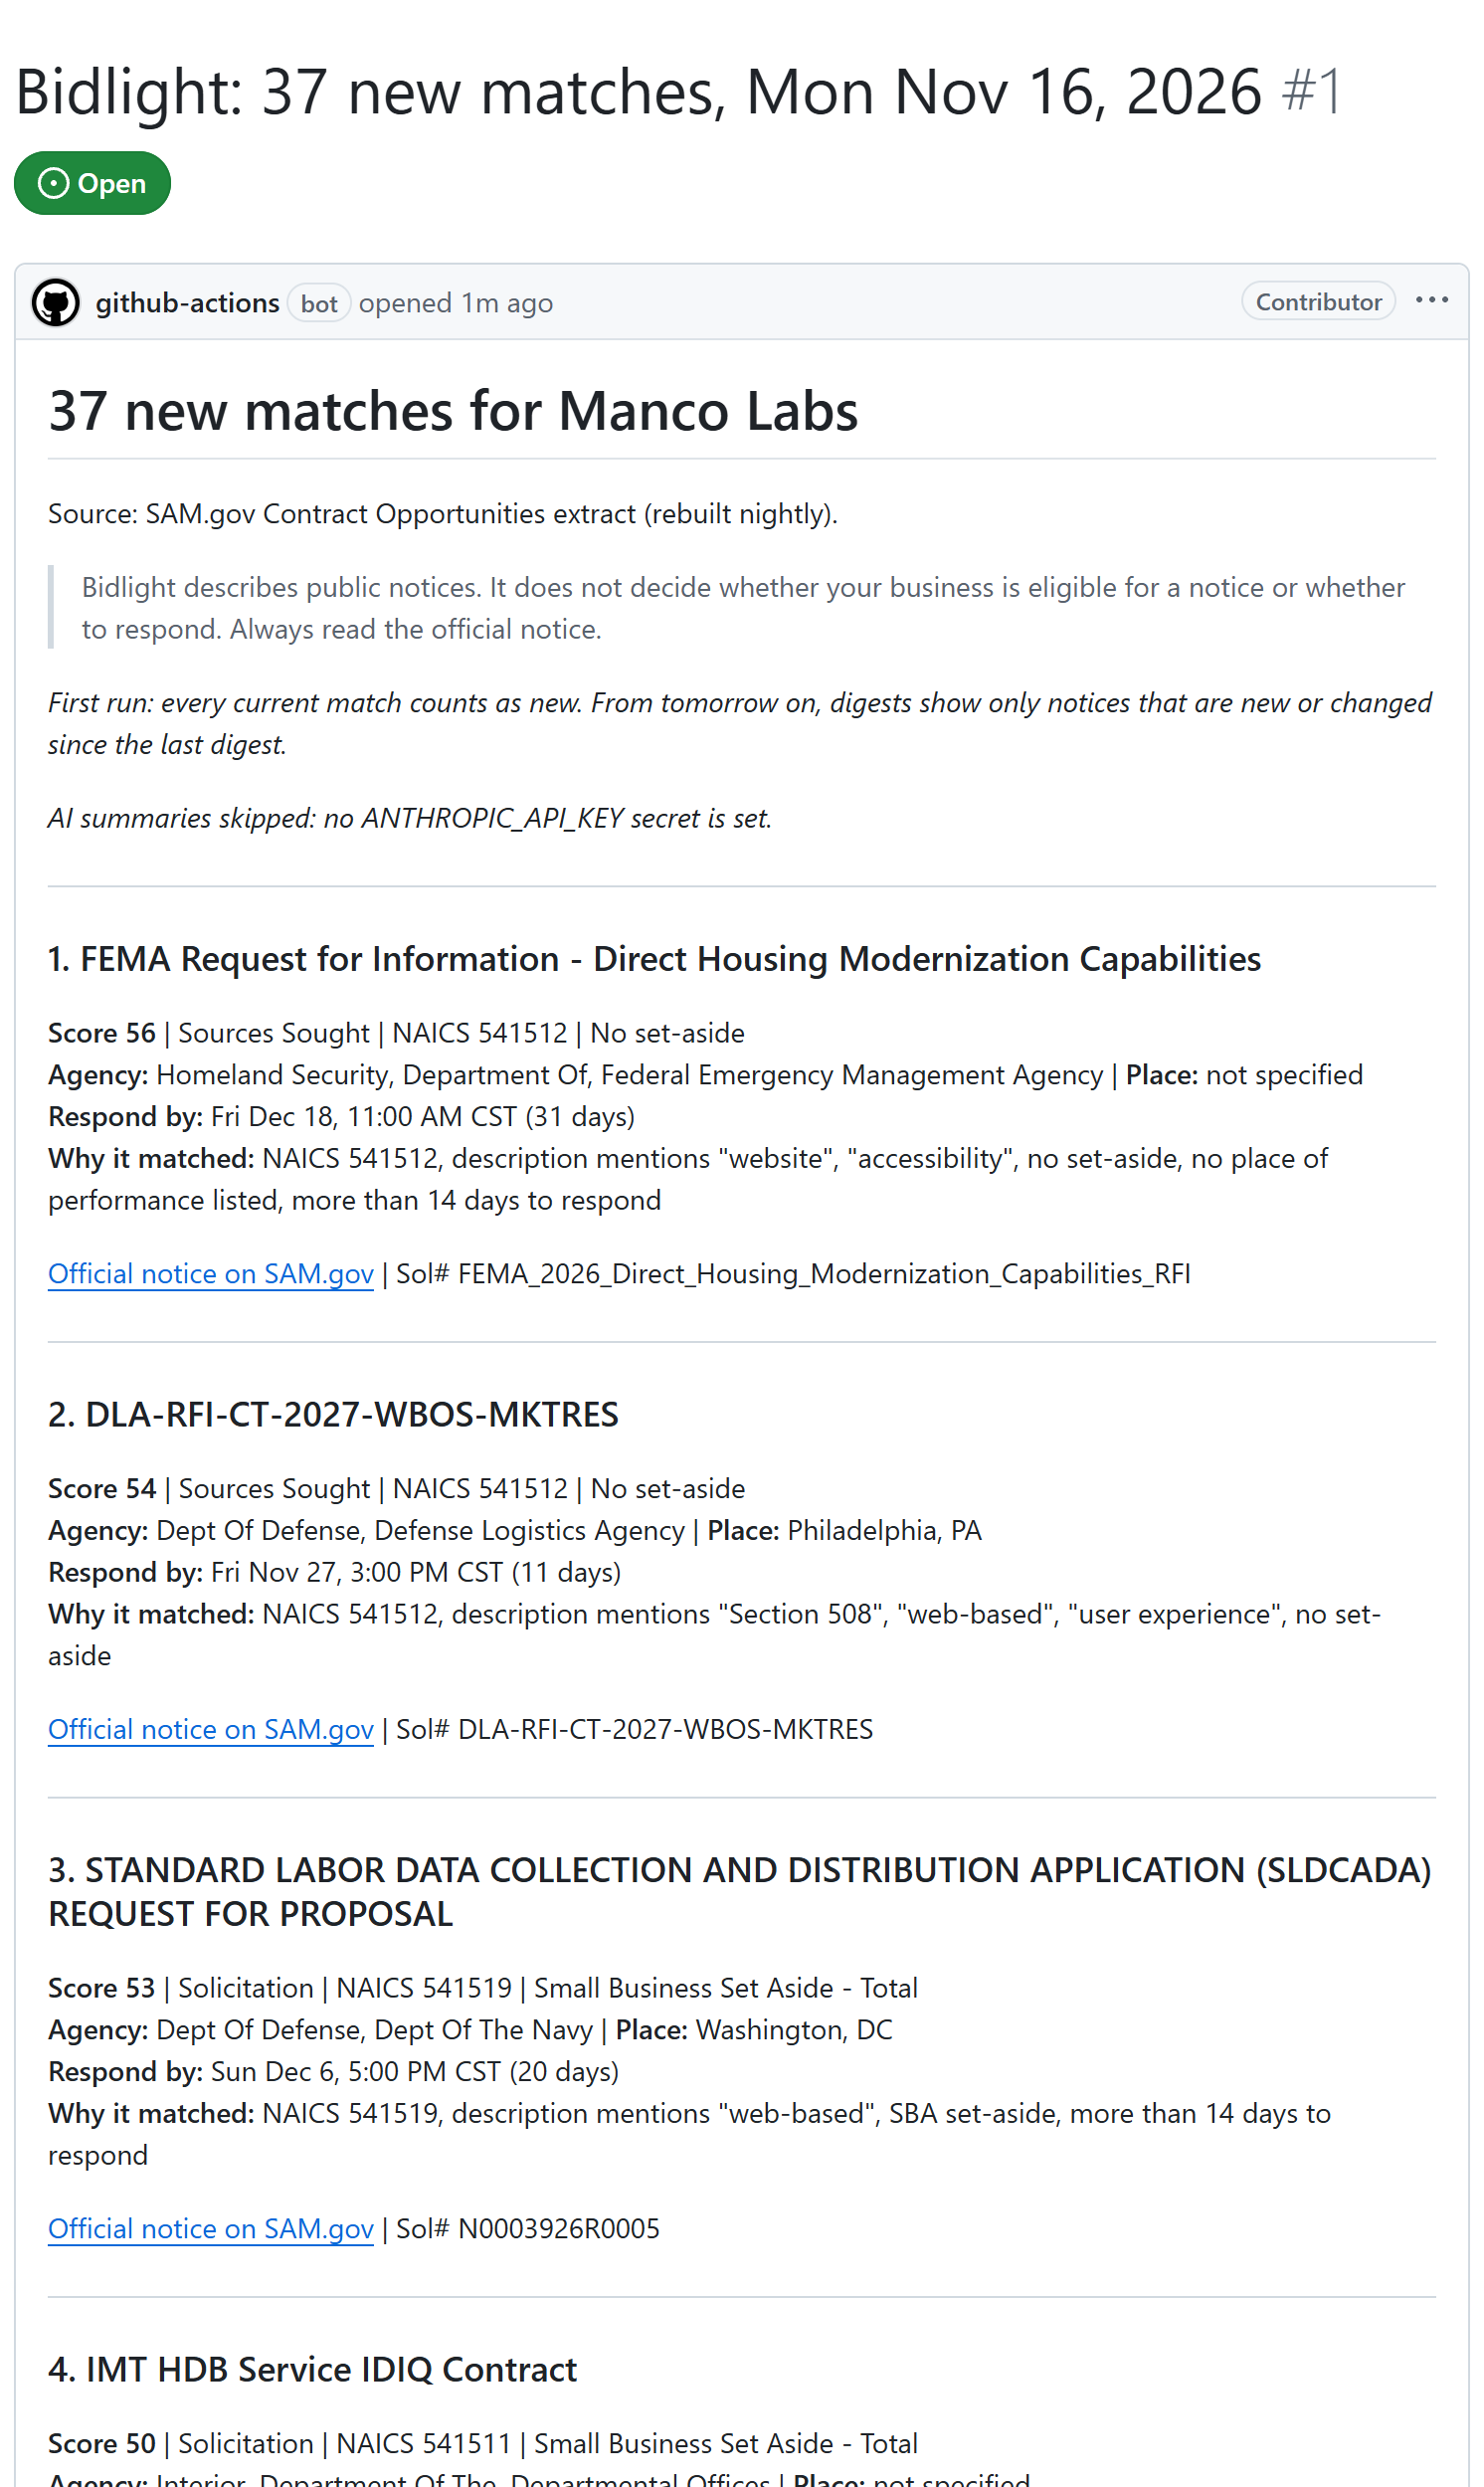 Bidlight: 37 new matches, Mon Nov 16, 2026 #1
Open
github-actions bot opened 1m ago Contributor
37 new matches for Manco Labs
Source: SAM.gov Contract Opportunities extract (rebuilt nightly).
Bidlight describes public notices. It does not decide whether your business is eligible for a notice or whether
to respond. Always read the official notice.
First run: every current match counts as new. From tomorrow on, digests show only notices that are new or changed
since the last digest.
AI summaries skipped: no ANTHROPIC_API_KEY secret is set.
1. FEMA Request for Information - Direct Housing Modernization Capabilities
Score 56 | Sources Sought | NAICS 541512 | No set-aside
Agency: Homeland Security, Department Of, Federal Emergency Management Agency | Place: not specified
Respond by: Fri Dec 18, 11:00 AM CST (31 days)
Why it matched: NAICS 541512, description mentions "website", "accessibility", no set-aside, no place of
performance listed, more than 14 days to respond
Official notice on SAM.gov | Sol# FEMA_2026_Direct_Housing_Modernization_Capabilities_RFI
2. DLA-RFI-CT-2027-WBOS-MKTRES
Score 54 | Sources Sought | NAICS 541512 | No set-aside
Agency: Dept Of Defense, Defense Logistics Agency | Place: Philadelphia, PA
Respond by: Fri Nov 27, 3:00 PM CST (11 days)
Why it matched: NAICS 541512, description mentions "Section 508", "web-based", "user experience", no set-
aside
Official notice on SAM.gov | Sol# DLA-RFI-CT-2027-WBOS-MKTRES
3. STANDARD LABOR DATA COLLECTION AND DISTRIBUTION APPLICATION (SLDCADA)
REQUEST FOR PROPOSAL
Score 53 | Solicitation | NAICS 541519 | Small Business Set Aside - Total
Agency: Dept Of Defense, Dept Of The Navy | Place: Washington, DC
Respond by: Sun Dec 6, 5:00 PM CST (20 days)
Why it matched: NAICS 541519, description mentions "web-based", SBA set-aside, more than 14 days to
respond
Official notice on SAM.gov | Sol# N0003926R0005
4. IMT HDB Service IDIQ Contract
Score 50 | Solicitation | NAICS 541511 | Small Business Set Aside - Total
Agency: Interior, Department Of The, Departmental Offices | Place: not specified